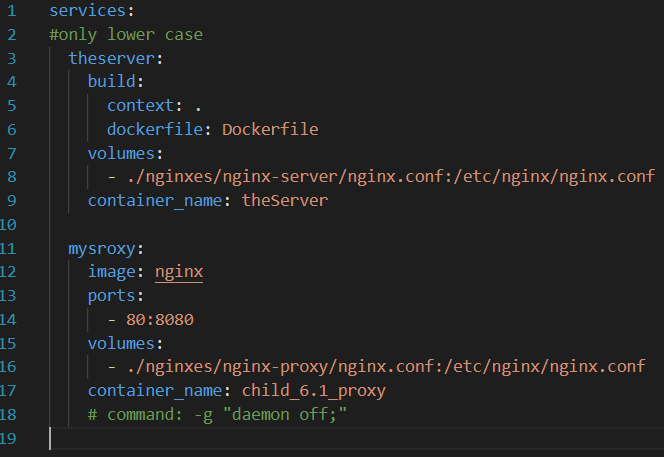 1 services:
2 #only lower case
3   theserver:
4     build:
5       context: .
6       dockerfile: Dockerfile
7     volumes:
8       - ./nginxes/nginx-server/nginx.conf:/etc/nginx/nginx.conf
9     container_name: theServer
10
11   mysroxy:
12     image: nginx
13     ports:
14       - 80:8080
15     volumes:
16       - ./nginxes/nginx-proxy/nginx.conf:/etc/nginx/nginx.conf
17     container_name: child_6.1_proxy
18     # command: -g "daemon off;"
19